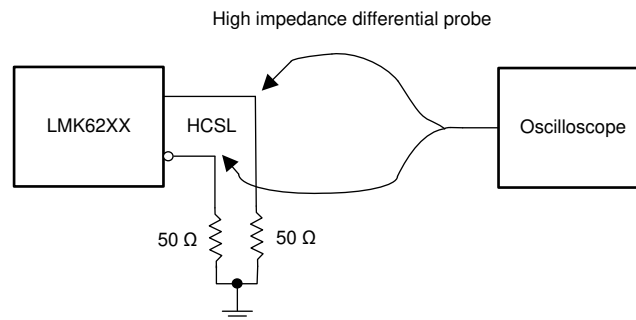 High impedance differential probe
LMK62XX
HCSL
Oscilloscope
50 Ω
50 Ω